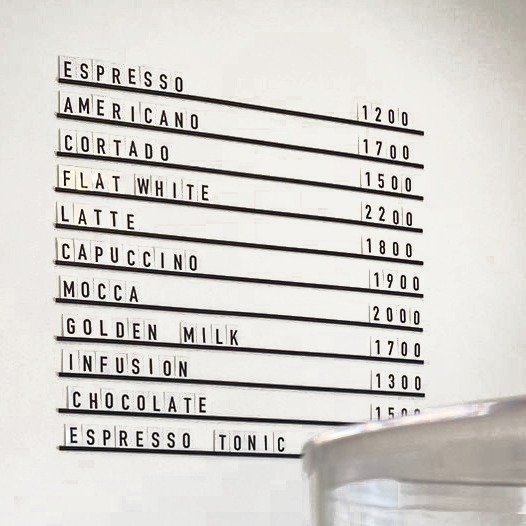 ESPRESSO 1200
AMERICANO 1700
CORTADO 1500
FLAT WHITE 2200
LATTE 1800
CAPUCCINO 1900
MOCCA 2000
GOLDEN MILK 1700
INFUSION 1300
CHOCOLATE 1500
ESPRESSO TONIC